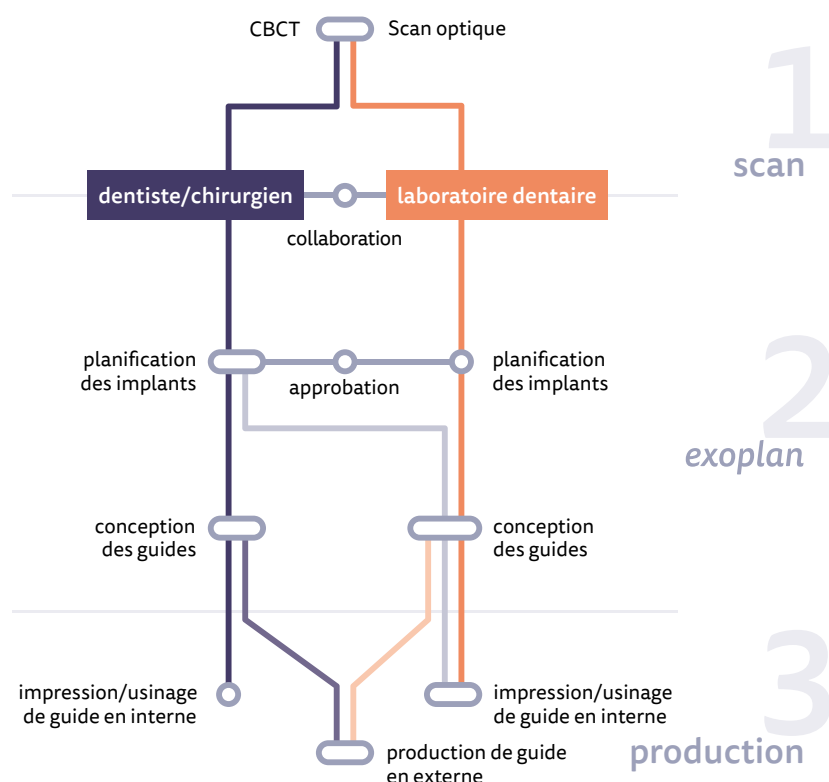 CBCT
Scan optique
1
scan
dentiste/chirurgien
laboratoire dentaire
collaboration
planification
des implants
approbation
planification
des implants
2
exoplan
conception
des guides
conception
des guides
impression/usinage
de guide en interne
impression/usinage
de guide en interne
3
production
production de guide
en externe